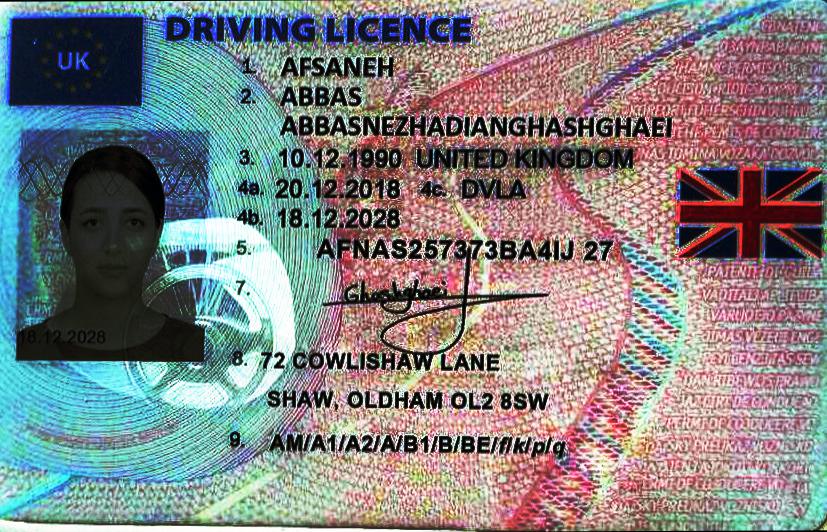 UK
DRIVING LICENCE
1. AFSANEH
2. ABBAS
ABBASNEZHADIANGHASHGHAEI
3. 10.12.1990 UNITED KINGDOM
4a. 20.12.2018 4c. DVLA
4b. 18.12.2028
5. AFNAS257373BA4IJ 27
7.
18.12.2028
8. 72 COWLISHAW LANE
SHAW, OLDHAM OL2 8SW
9. AM/A1/A2/A/B1/B/BE/f/k/p/q